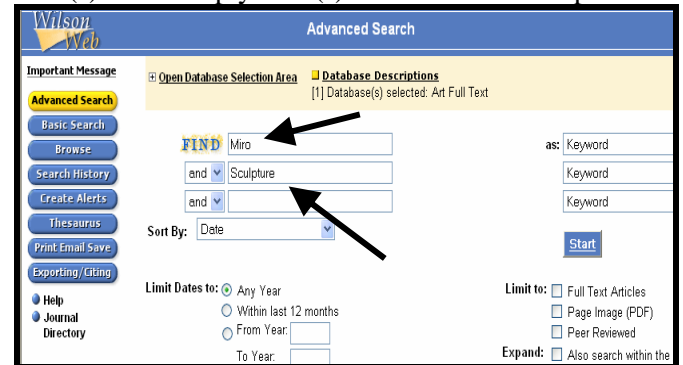 Wilson
Web
Advanced Search
Important Message
Advanced Search
Basic Search
Browse
Search History
Create Alerts
Thesaurus
Print Email Save
Exporting/Citing
Help
Journal
Directory
Open Database Selection Area Database Descriptions
[1] Database(s) selected: Art Full Text
FIND Miro as: Keyword
and Sculpture Keyword
and Keyword
Sort By: Date Start
Limit Dates to: Any Year Limit to: Full Text Articles
Within last 12 months Page Image (PDF)
From Year: Peer Reviewed
To Year: Expand: Also search within the